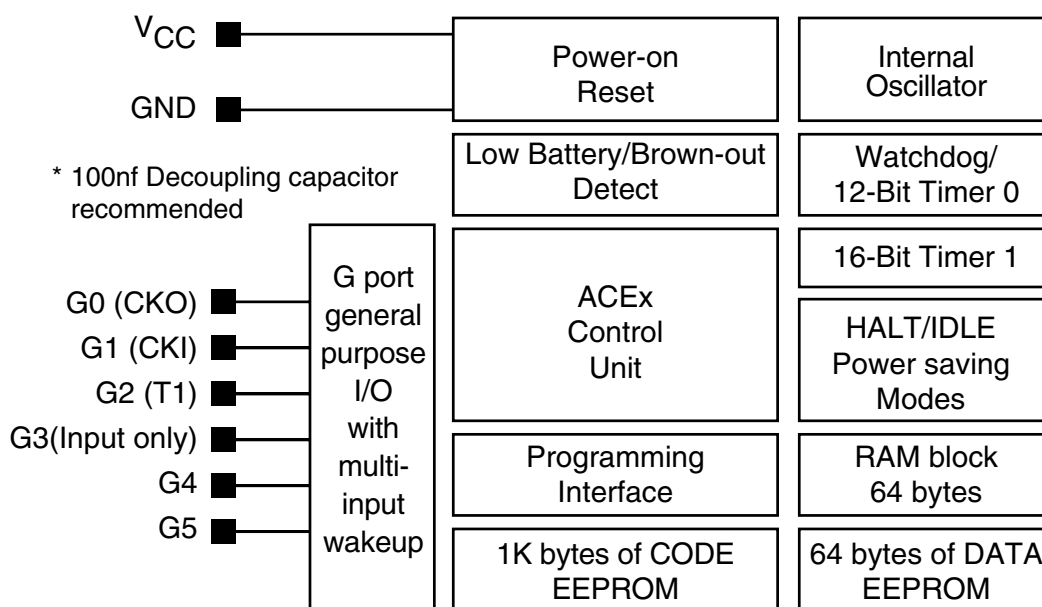 VCC
GND
* 100nf Decoupling capacitor
recommended
G0 (CKO)
G1 (CKI)
G2 (T1)
G3(Input only)
G4
G5
G port
general
purpose
I/O
with
multi-
input
wakeup
Power-on
Reset
Internal
Oscillator
Low Battery/Brown-out
Detect
Watchdog/
12-Bit Timer 0
ACEx
Control
Unit
16-Bit Timer 1
HALT/IDLE
Power saving
Modes
Programming
Interface
RAM block
64 bytes
1K bytes of CODE
EEPROM
64 bytes of DATA
EEPROM